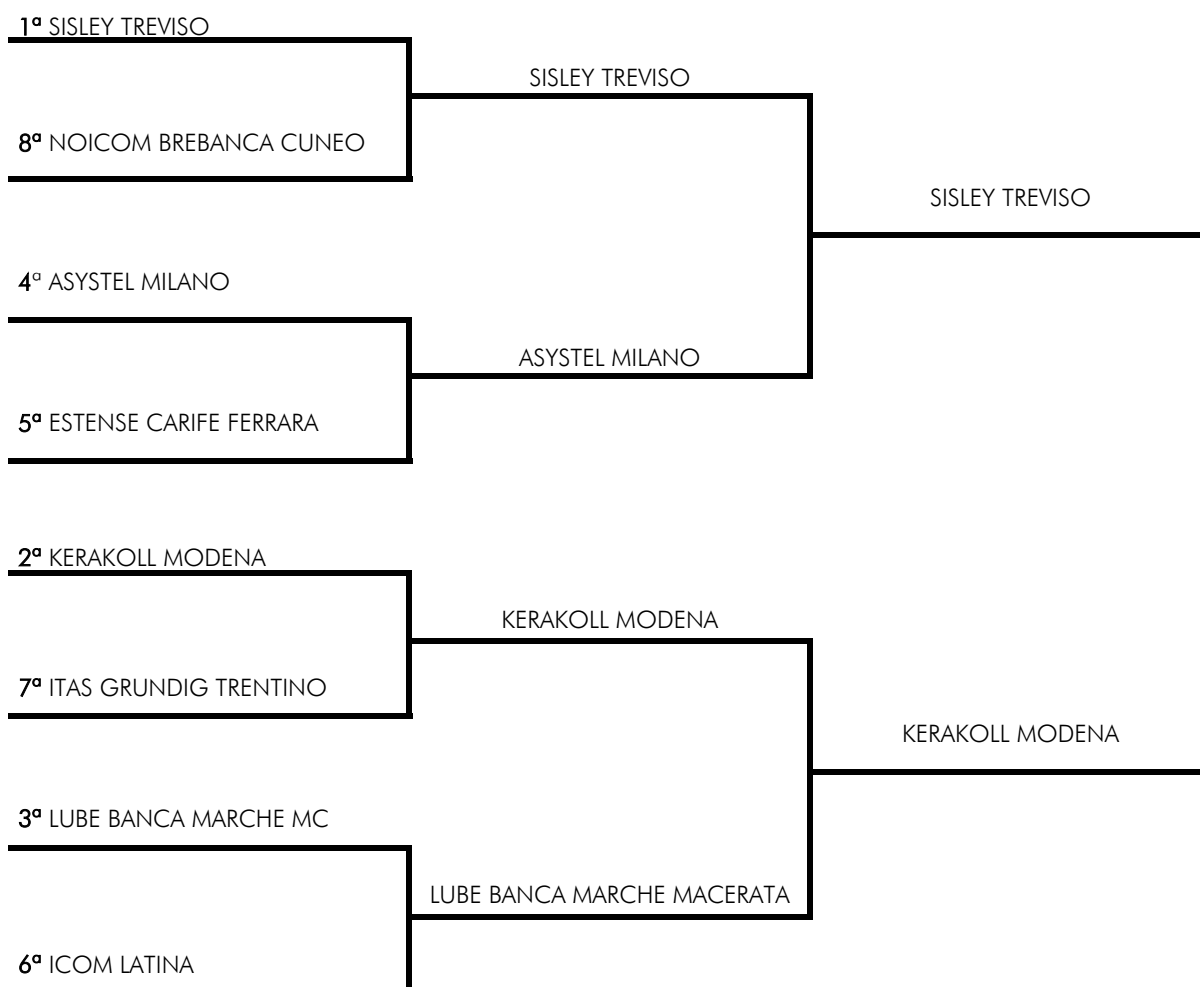 1ª SISLEY TREVISO
SISLEY TREVISO
8ª NOICOM BREBANCA CUNEO
SISLEY TREVISO
4ª ASYSTEL MILANO
ASYSTEL MILANO
5ª ESTENSE CARIFE FERRARA
2ª KERAKOLL MODENA
KERAKOLL MODENA
7ª ITAS GRUNDIG TRENTINO
KERAKOLL MODENA
3ª LUBE BANCA MARCHE MC
LUBE BANCA MARCHE MACERATA
6ª ICOM LATINA